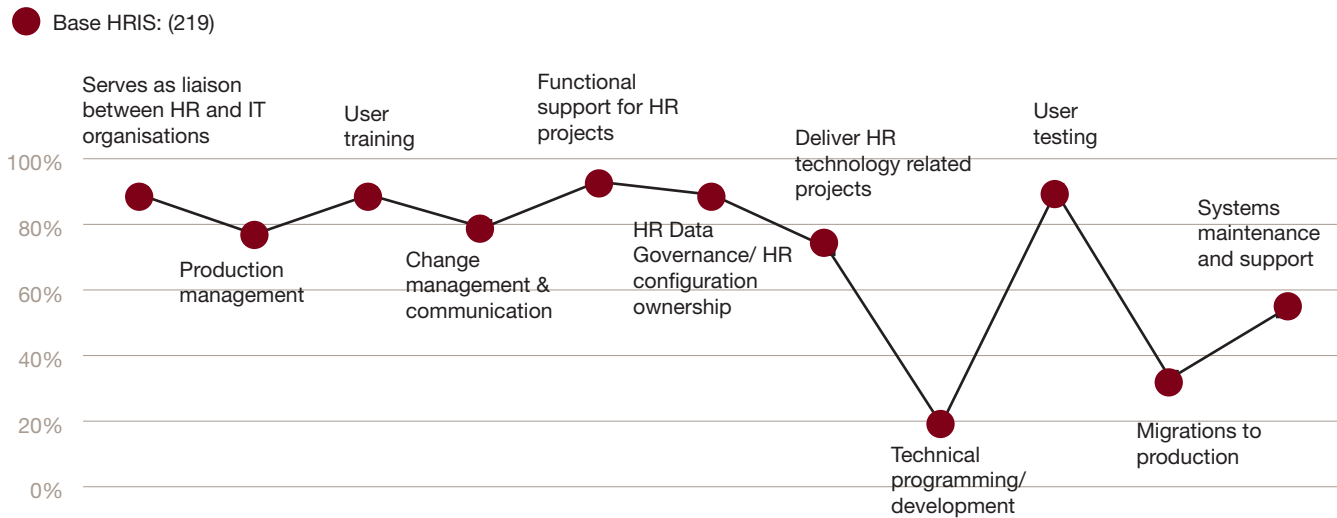 Base HRIS: (219)
Serves as liaison
between HR and IT
organisations
User
training
Functional
support for HR
projects
Deliver HR
technology related
projects
User
testing
Systems
maintenance
and support
Production
management
Change
management &
communication
HR Data
Governance/ HR
configuration
ownership
Technical
programming/
development
Migrations to
production
100%
80%
60%
40%
20%
0%